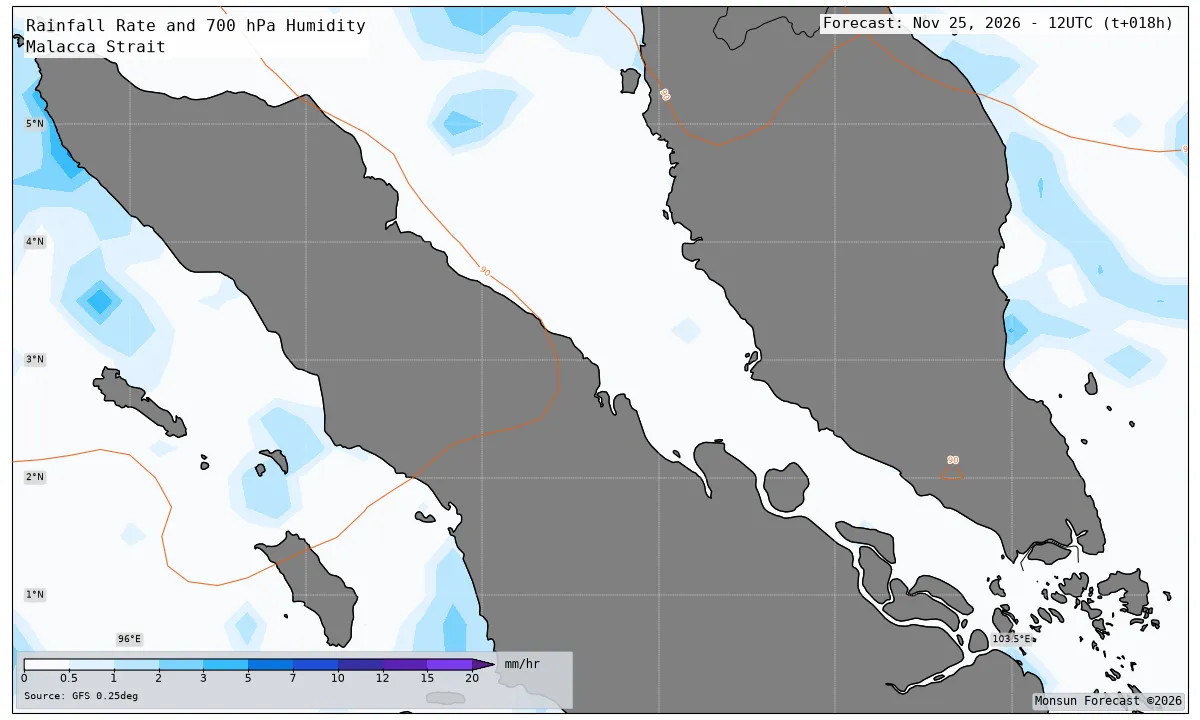 Rainfall Rate and 700 hPa Humidity
Malacca Strait
Forecast: Nov 25, 2026 - 12UTC (t+018h)
90
5°N
9
4°N
90
3°N
90
2°N
1°N
96°E
103.5°E
mm/hr
0 0.5 1 2 3 5 7 10 12 15 20
Source: GFS 0.25deg
Monsun Forecast ©2026